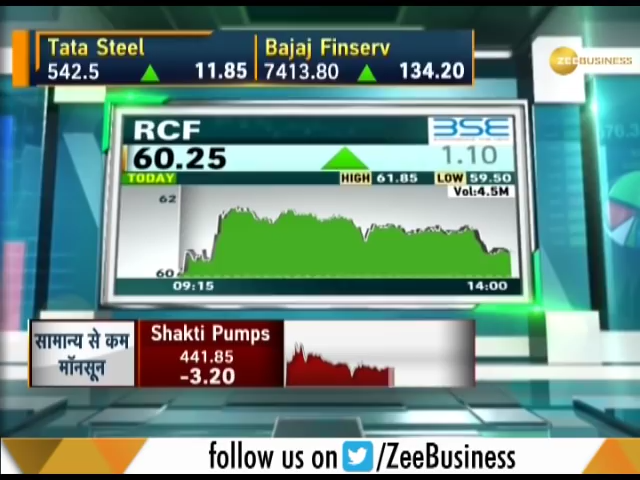 Tata Steel
542.5 11.85
Bajaj Finserv
7413.80 134.20
ZEEBUSINESS
RCF
BSE
60.25 1.10
TODAY HIGH 61.85 LOW 59.50
Vol:4.5M
62
60
09:15 14:00
सामान्य से कम
मॉनसून
Shakti Pumps
441.85
-3.20
follow us on /ZeeBusiness